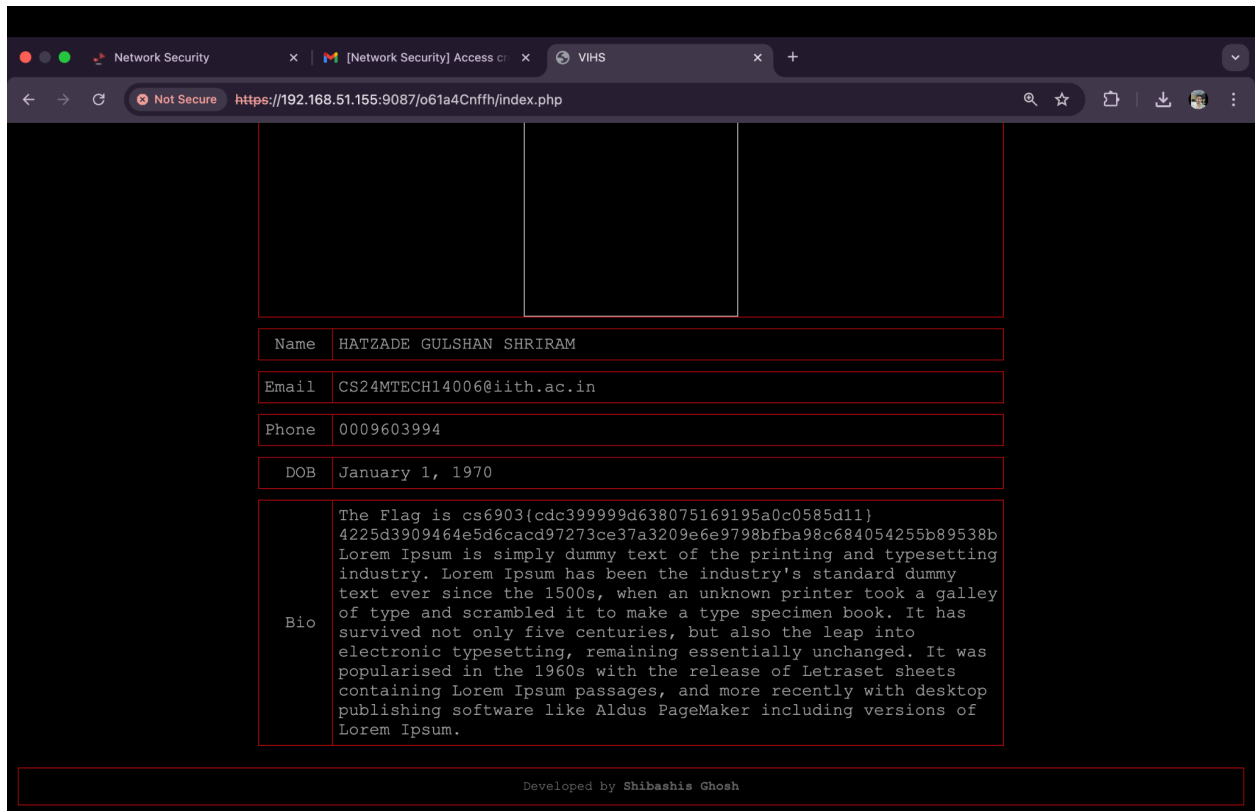 Network Security
[Network Security] Access cr
VIHS
Not Secure https://192.168.51.155:9087/o61a4Cnffh/index.php
Name HATZADE GULSHAN SHRIRAM
Email CS24MTECH14006@iith.ac.in
Phone 0009603994
DOB January 1, 1970
The Flag is cs6903{cdc399999d638075169195a0c0585d11}
4225d3909464e5d6cacd97273ce37a3209e6e9798bfba98c684054255b89538b
Lorem Ipsum is simply dummy text of the printing and typesetting
industry. Lorem Ipsum has been the industry's standard dummy
text ever since the 1500s, when an unknown printer took a galley
of type and scrambled it to make a type specimen book. It has
Bio survived not only five centuries, but also the leap into
electronic typesetting, remaining essentially unchanged. It was
popularised in the 1960s with the release of Letraset sheets
containing Lorem Ipsum passages, and more recently with desktop
publishing software like Aldus PageMaker including versions of
Lorem Ipsum.
Developed by Shibashis Ghosh